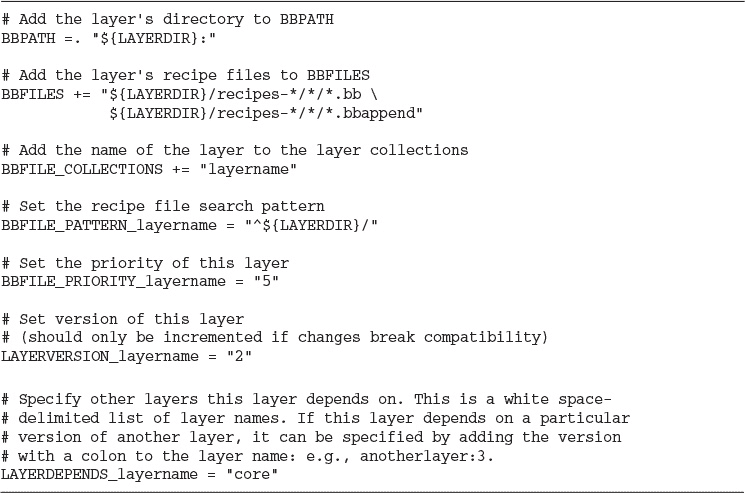 # Add the layer's directory to BBPATH
BBPATH =. "${LAYERDIR}:"
# Add the layer's recipe files to BBFILES
BBFILES += "${LAYERDIR}/recipes-*/*/*.bb \
            ${LAYERDIR}/recipes-*/*/*.bbappend"
# Add the name of the layer to the layer collections
BBFILE_COLLECTIONS += "layername"
# Set the recipe file search pattern
BBFILE_PATTERN_layername = "^${LAYERDIR}/"
# Set the priority of this layer
BBFILE_PRIORITY_layername = "5"
# Set version of this layer
# (should only be incremented if changes break compatibility)
LAYERVERSION_layername = "2"
# Specify other layers this layer depends on. This is a white space-
# delimited list of layer names. If this layer depends on a particular
# version of another layer, it can be specified by adding the version
# with a colon to the layer name: e.g., anotherlayer:3.
LAYERDEPENDS_layername = "core"